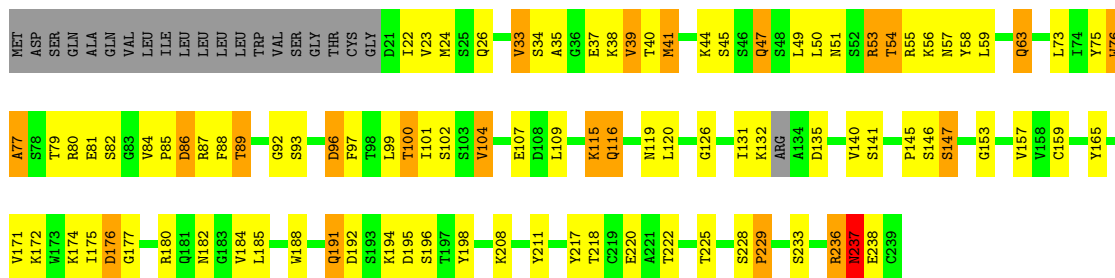 MET ASP SER GLN ALA GLN VAL LEU ILE LEU LEU LEU LEU LEU TRP VAL SER GLY THR CYS GLY D21 I22 V23 M24 S25 Q26 V33 S34 A35 G36 E37 K38 V39 T40 M41 K44 S45 S46 Q47 S48 L49 L50 N51 S52 R53 T54 R55 K56 N57 Y58 L59 Q63 L73 I74 Y75 W76
A77 S78 T79 R80 E81 S82 G83 V84 P85 D86 R87 F88 T89 G92 S93 D96 F97 T98 L99 T100 I101 S102 S103 V104 E107 D108 L109 K115 Q116 N119 L120 G126 I131 K132 ARG A134 D135 V140 S141 P145 S146 S147 G153 V157 V158 C159 Y165
V171 K172 W173 K174 I175 D176 G177 R180 Q181 N182 G183 V184 L185 W188 Q191 D192 S193 K194 D195 S196 T197 Y198 K208 Y211 Y217 T218 C219 E220 A221 T222 T225 S228 P229 S233 R236 N237 E238 C239